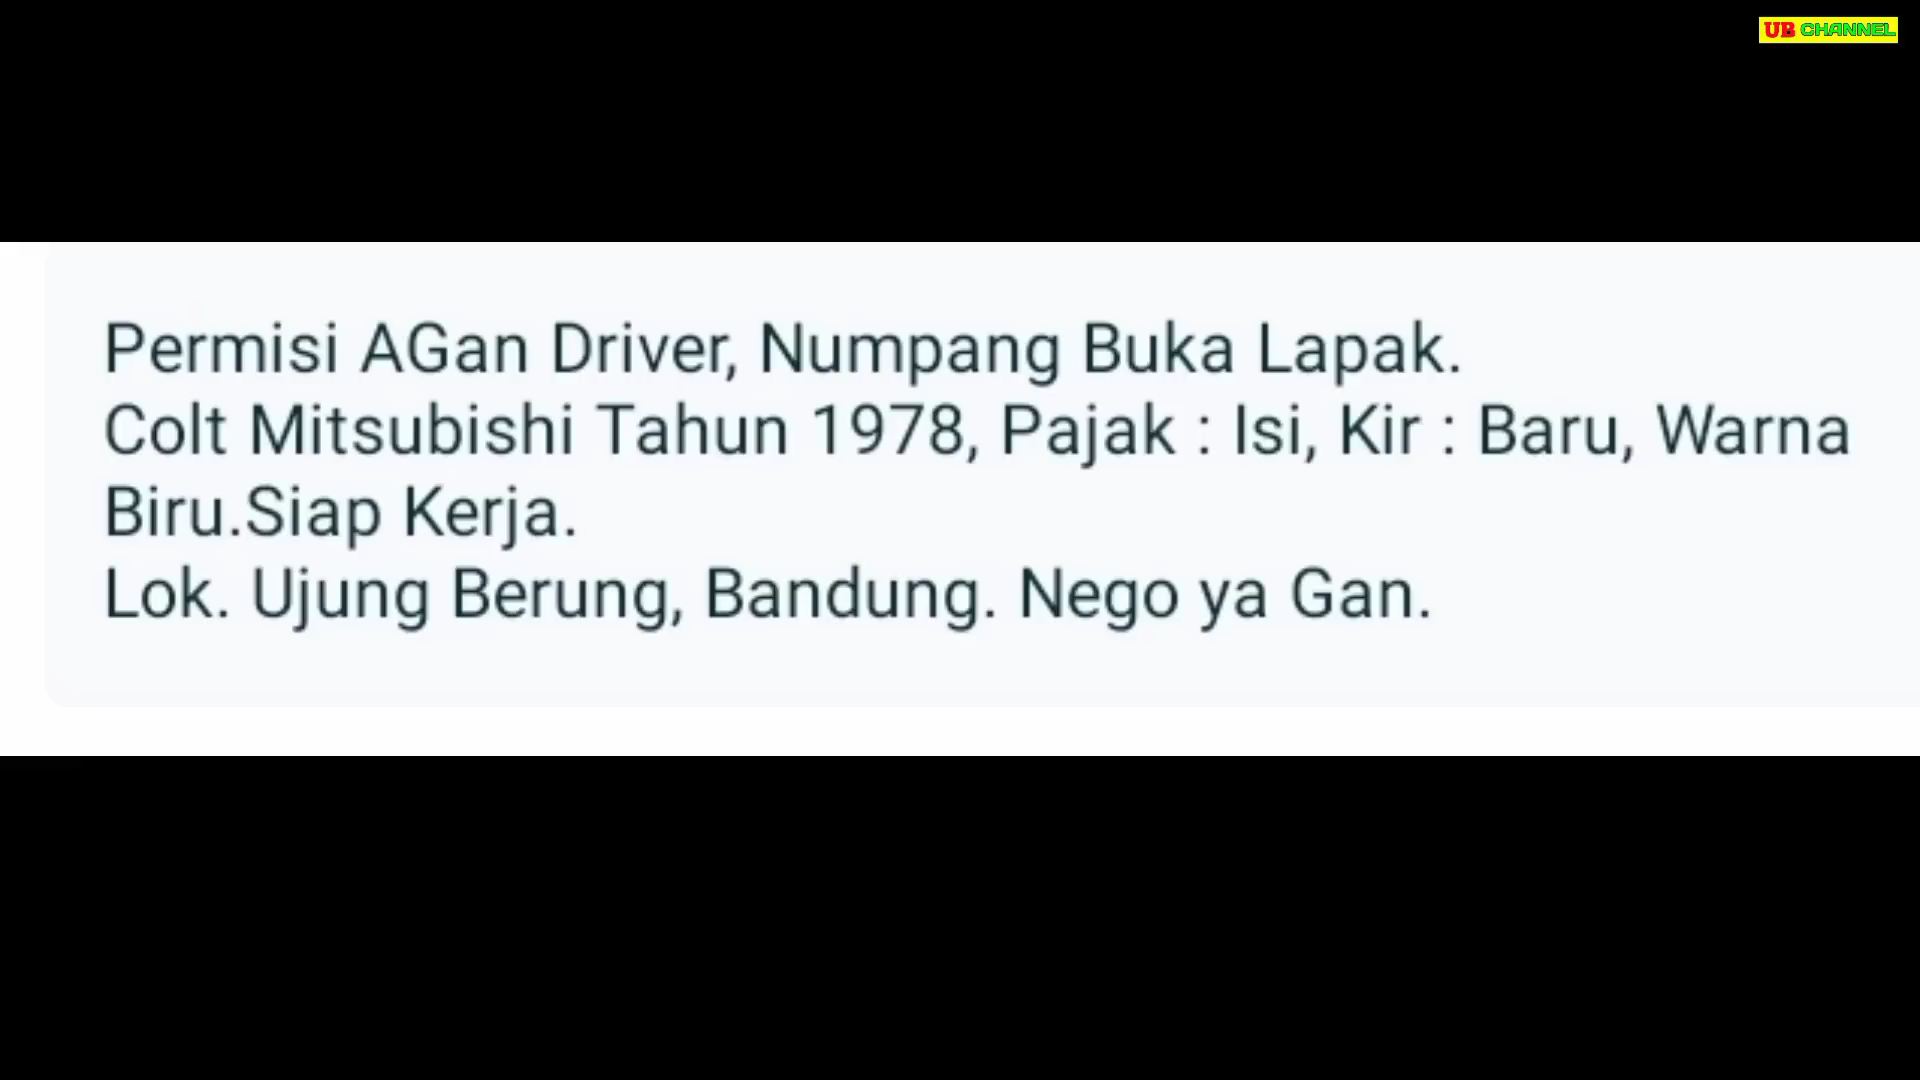 UB CHANNEL
Permisi AGan Driver, Numpang Buka Lapak.
Colt Mitsubishi Tahun 1978, Pajak : Isi, Kir : Baru, Warna
Biru.Siap Kerja.
Lok. Ujung Berung, Bandung. Nego ya Gan.